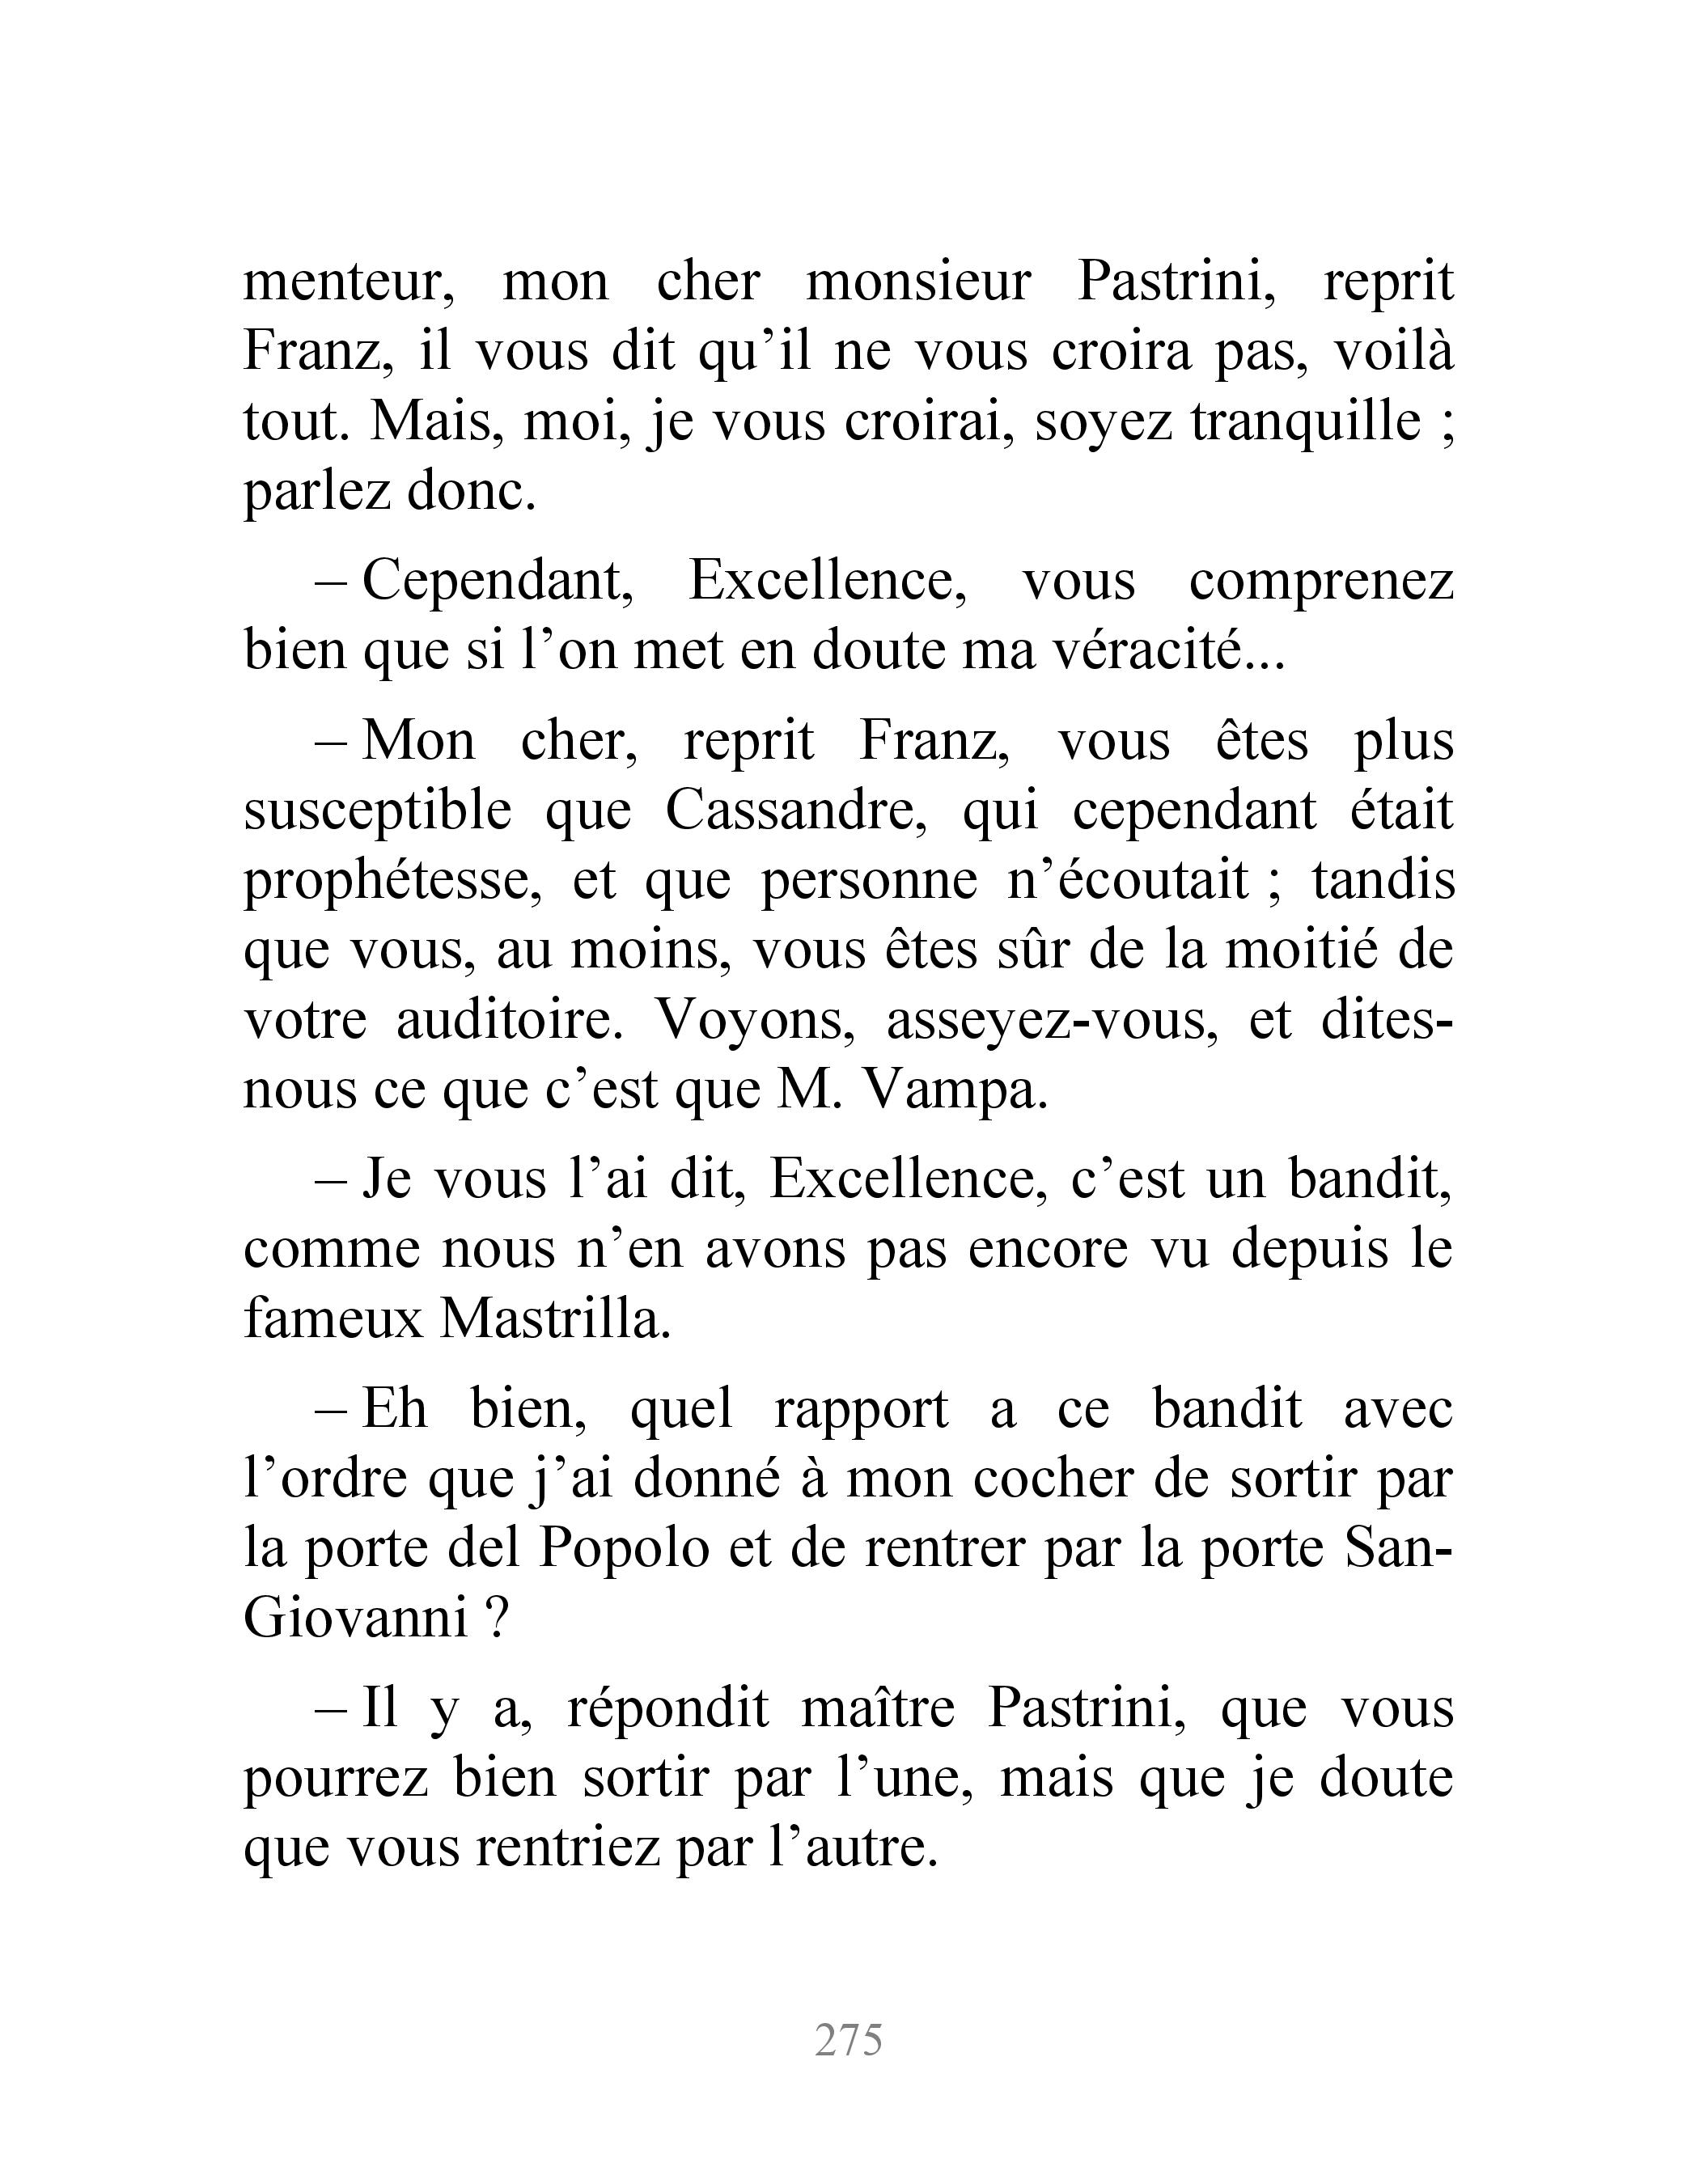 menteur, mon cher monsieur Pastrini, reprit
Franz, il vous dit qu’il ne vous croira pas, voilà
tout. Mais, moi, je vous croirai, soyez tranquille ;
parlez donc.
– Cependant, Excellence, vous comprenez
bien que si l’on met en doute ma véracité...
– Mon cher, reprit Franz, vous êtes plus
susceptible que Cassandre, qui cependant était
prophétesse, et que personne n’écoutait ; tandis
que vous, au moins, vous êtes sûr de la moitié de
votre auditoire. Voyons, asseyez-vous, et dites-
nous ce que c’est que M. Vampa.
– Je vous l’ai dit, Excellence, c’est un bandit,
comme nous n’en avons pas encore vu depuis le
fameux Mastrilla.
– Eh bien, quel rapport a ce bandit avec
l’ordre que j’ai donné à mon cocher de sortir par
la porte del Popolo et de rentrer par la porte San-
Giovanni ?
– Il y a, répondit maître Pastrini, que vous
pourrez bien sortir par l’une, mais que je doute
que vous rentriez par l’autre.
275